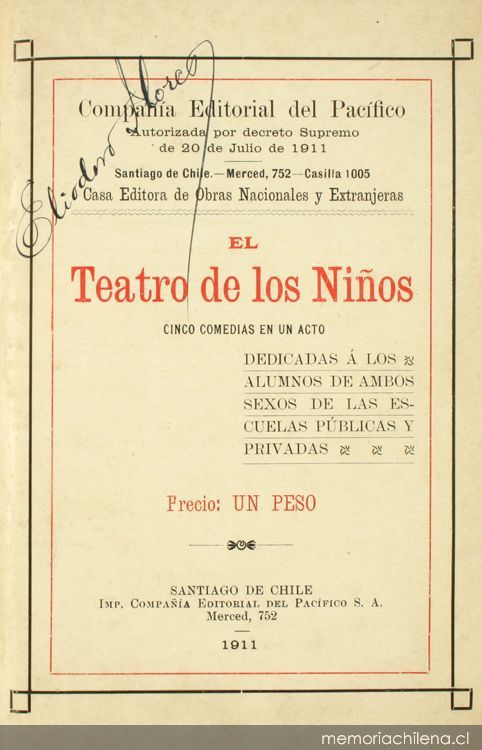 Eliodoro Flores
Compañía Editorial del Pacífico
Autorizada por decreto Supremo
de 20 de Julio de 1911
Santiago de Chile.—Merced, 752—Casilla 1005
Casa Editora de Obras Nacionales y Extranjeras
EL
Teatro de los Niños
CINCO COMEDIAS EN UN ACTO
DEDICADAS Á LOS
ALUMNOS DE AMBOS
SEXOS DE LAS ES-
CUELAS PÚBLICAS Y
PRIVADAS
Precio: UN PESO
SANTIAGO DE CHILE
IMP. COMPAÑÍA EDITORIAL DEL PACÍFICO S. A.
Merced, 752
1911
memoriachilena.cl